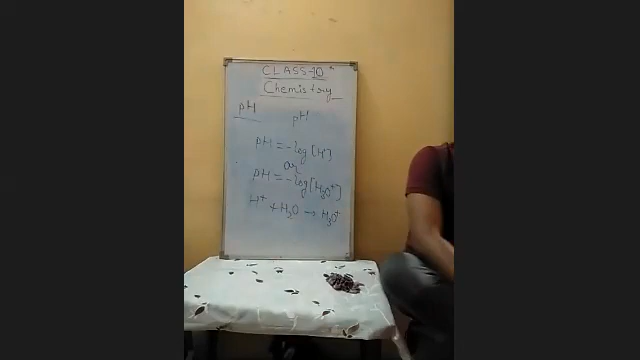 CLASS-10th
Chemistry
pH
pH
pH = -log [H⁺]
or
pH = -log [H₃O⁺]
H⁺ + H₂O → H₃O⁺